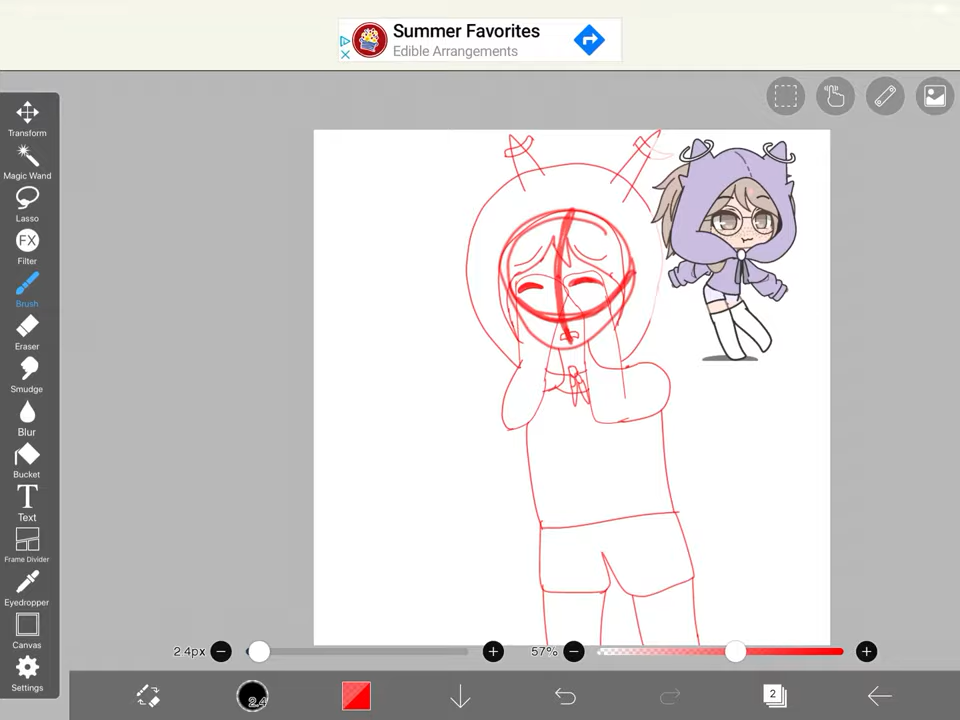 Summer Favorites
Edible Arrangements
Transform
Magic Wand
Lasso
FX
Filter
Brush
Eraser
Smudge
Blur
Bucket
T
Text
Frame Divider
Eyedropper
Canvas
Settings
2.4px
57%
2.4
2